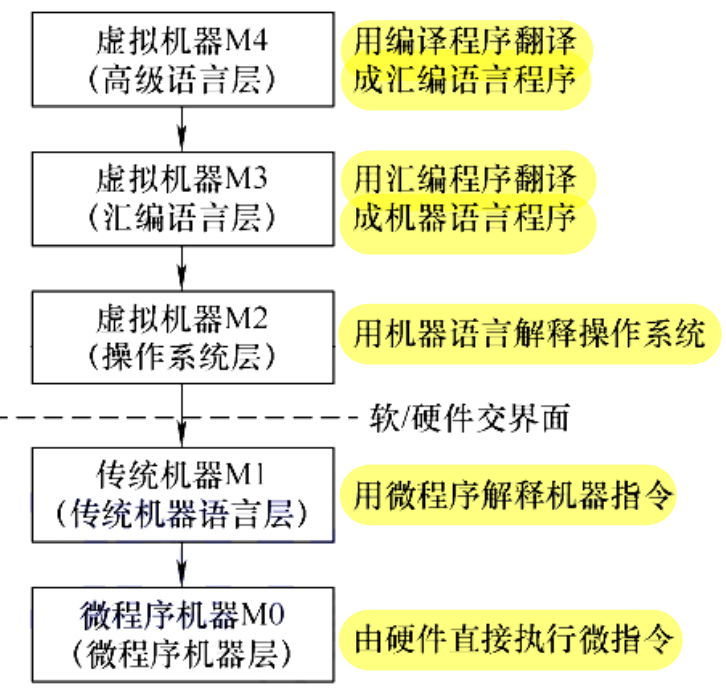 虚拟机器M4
（高级语言层）
用编译程序翻译
成汇编语言程序
虚拟机器M3
（汇编语言层）
用汇编程序翻译
成机器语言程序
虚拟机器M2
（操作系统层）
用机器语言解释操作系统
软/硬件交界面
传统机器M1
（传统机器语言层）
用微程序解释机器指令
微程序机器M0
（微程序机器层）
由硬件直接执行微指令